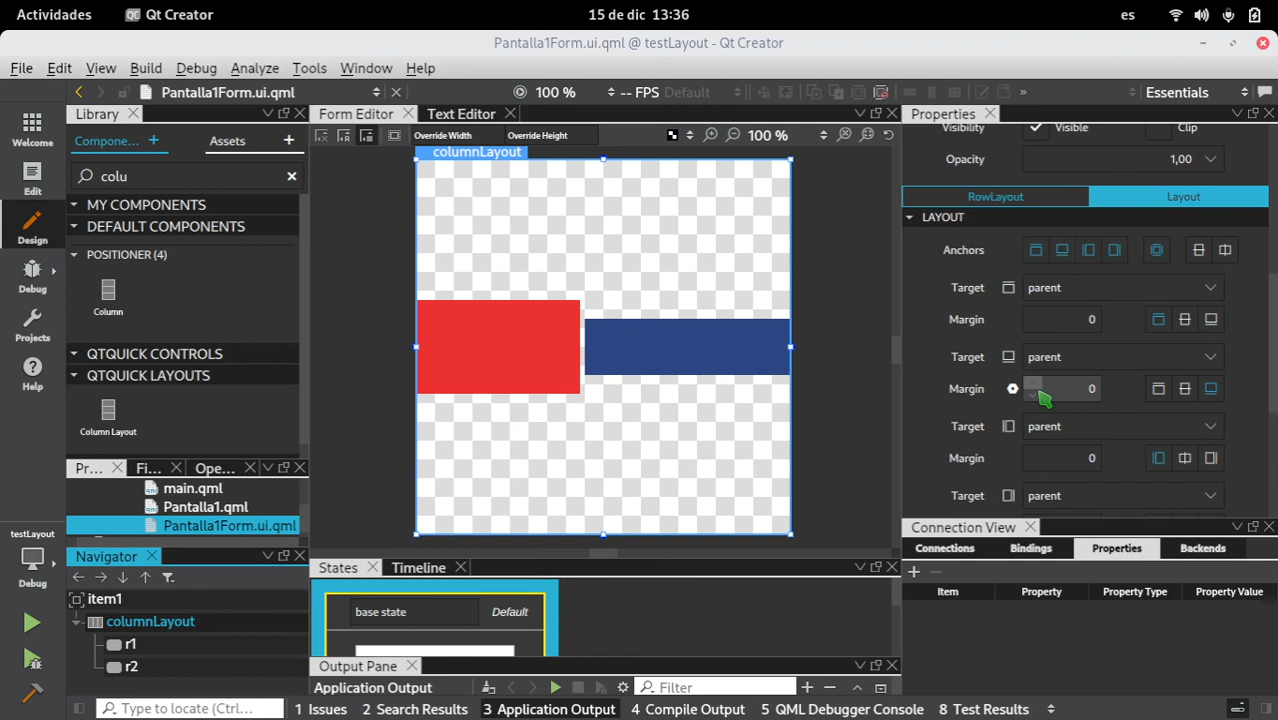 Actividades Qt Creator 15 de dic 13:36 es
Pantalla1Form.ui.qml @ testLayout - Qt Creator
File Edit View Build Debug Analyze Tools Window Help
Pantalla1Form.ui.qml 100 % -- FPS Default » Essentials
Library Form Editor Text Editor Properties
Compone... + Assets + Override Width Override Height 100 %
Visibility Visible Clip
columnLayout
Opacity 1,00
colu
RowLayout Layout
Welcome
MY COMPONENTS
LAYOUT
DEFAULT COMPONENTS
Edit
Anchors
POSITIONER (4)
Design
Target parent
Column
Debug
Margin 0
Projects
QTQUICK CONTROLS
Target parent
QTQUICK LAYOUTS
Help
Margin 0
Column Layout
Target parent
Margin 0
Pr... Fi... Ope...
main.qml
Target parent
Pantalla1.qml
Pantalla1Form.ui.qml
Connection View
testLayout
Connections Bindings Properties Backends
Navigator
States Timeline
Debug
Item Property Property Type Property Value
item1
base state Default
columnLayout
r1
r2
Output Pane
Application Output Filter
Type to locate (Ctrl... 1 Issues 2 Search Results 3 Application Output 4 Compile Output 5 QML Debugger Console 8 Test Results